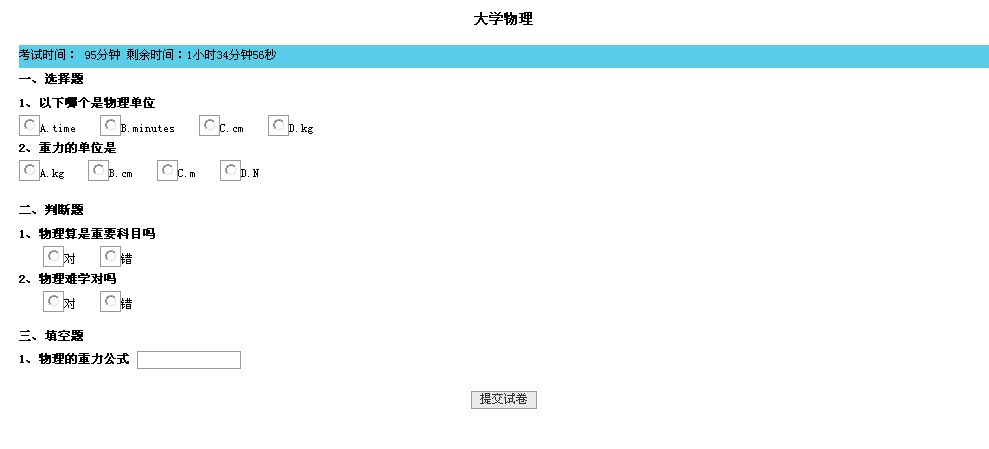 大学物理
考试时间： 95分钟 剩余时间：1小时34分钟56秒
一、选择题
1、以下哪个是物理单位
A.time B.minutes C.cm D.kg
2、重力的单位是
A.kg B.cm C.m D.N
二、判断题
1、物理算是重要科目吗
对 错
2、物理难学对吗
对 错
三、填空题
1、物理的重力公式
提交试卷